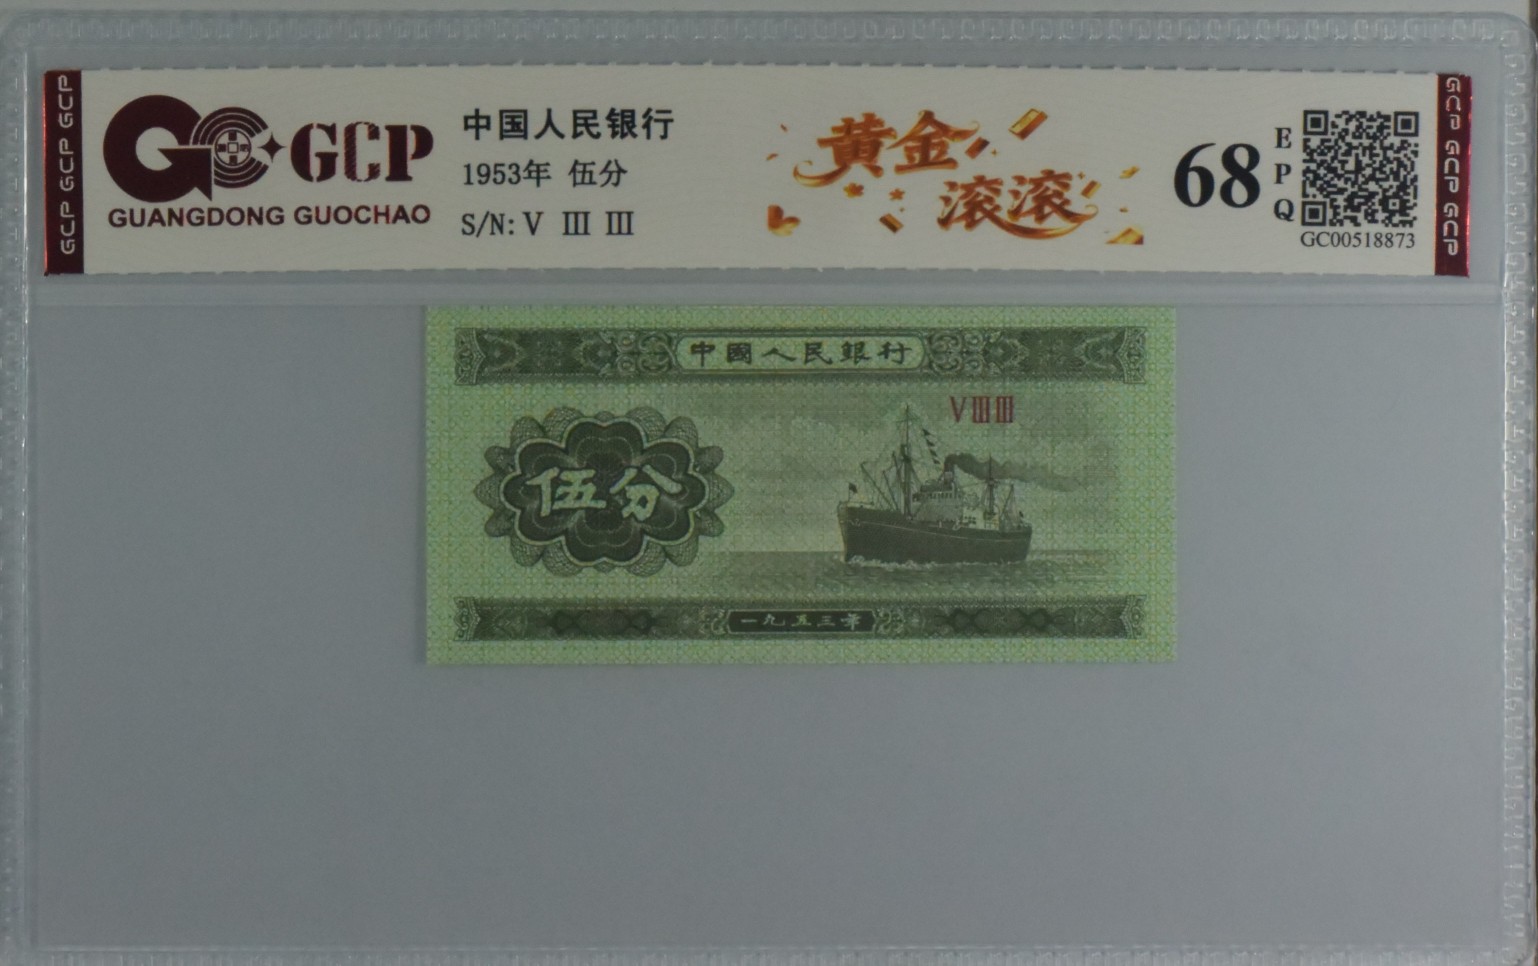 GCP GCP GCP
GCP
GUANGDONG GUOCHAO
中国人民银行
1953年 伍分
S/N: V Ⅲ Ⅲ
黄金
滚滚
68
E
P
Q
GC00518873
GCP GCP GCP
中國人民銀行
VⅢⅢ
伍分
一九五三年